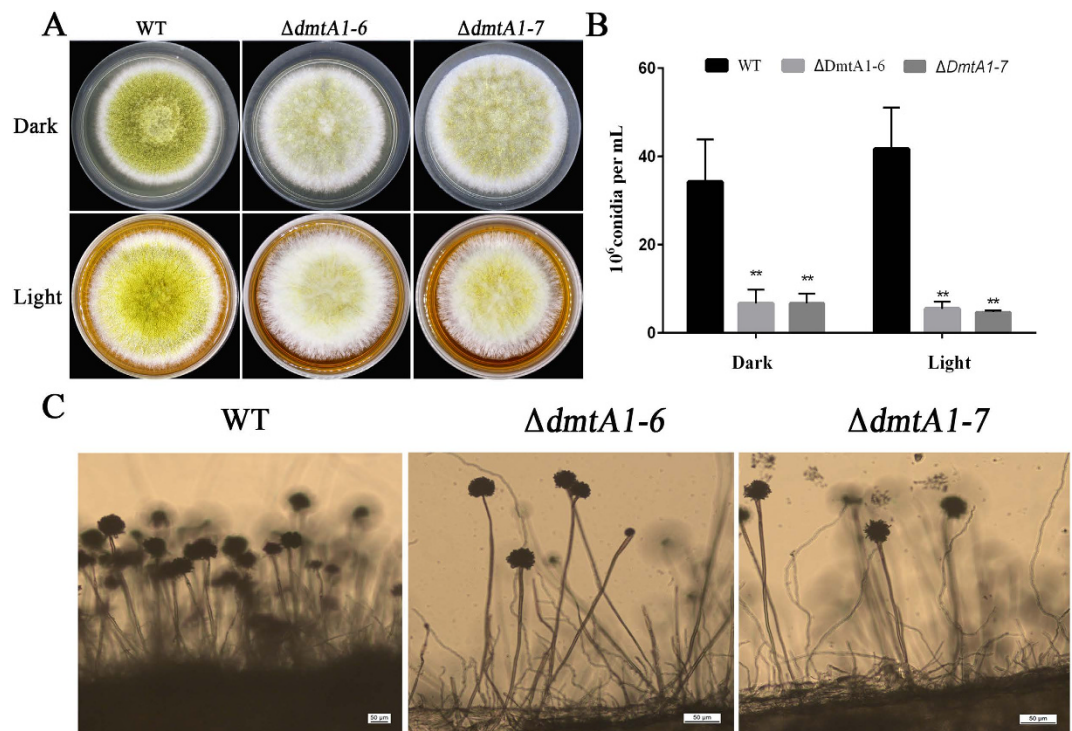 A
WT
ΔdmtA1-6
ΔdmtA1-7
Dark
Light
B
WT
ΔDmtA1-6
ΔDmtA1-7
10⁶conidia per mL
60
40
20
0
**
**
**
**
Dark
Light
C
WT
ΔdmtA1-6
ΔdmtA1-7
50 µm
50 µm
50 µm